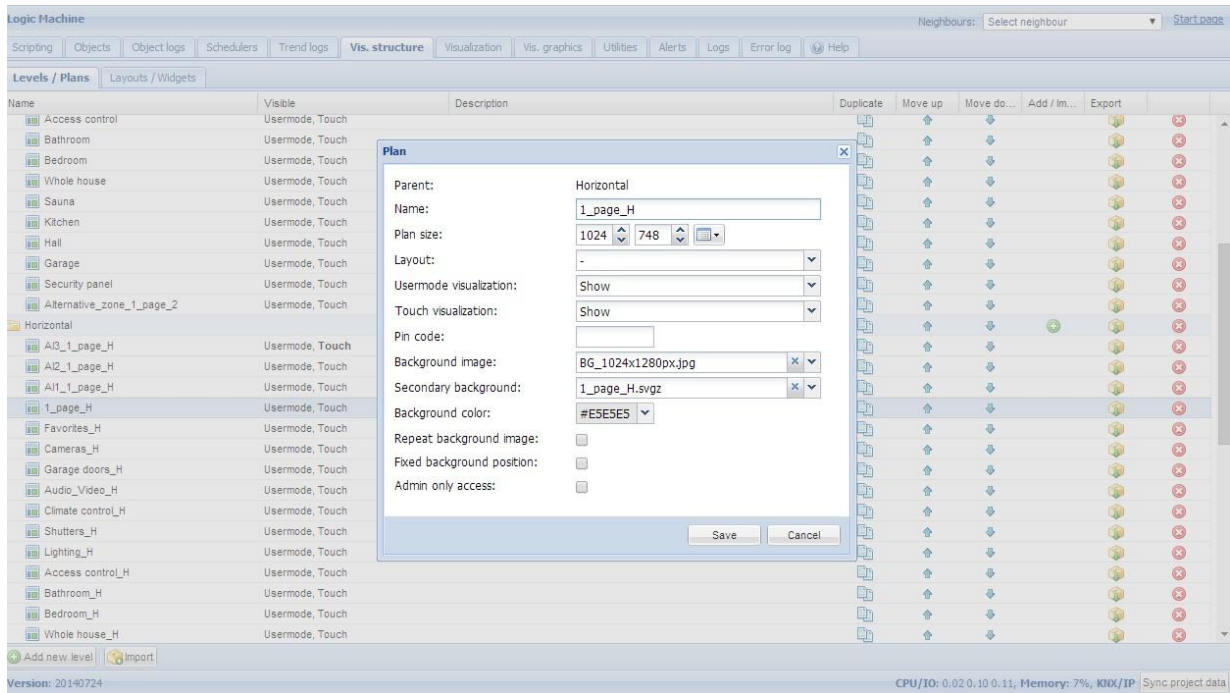 Logic Machine
Neighbours: Select neighbour Start page
Scripting Objects Object logs Schedulers Trend logs Vis. structure Visualization Vis. graphics Utilities Alerts Logs Error log Help
Levels / Plans Layouts / Widgets
Name Visible Description Duplicate Move up Move do... Add / Im... Export
Access control Usermode, Touch
Bathroom Usermode, Touch
Bedroom Usermode, Touch
Whole house Usermode, Touch
Sauna Usermode, Touch
Kitchen Usermode, Touch
Hall Usermode, Touch
Garage Usermode, Touch
Security panel Usermode, Touch
Alternative_zone_1_page_2 Usermode, Touch
Horizontal
AI3_1_page_H Usermode, Touch
AI2_1_page_H Usermode, Touch
AI1_1_page_H Usermode, Touch
1_page_H Usermode, Touch
Favorites_H Usermode, Touch
Cameras_H Usermode, Touch
Garage doors_H Usermode, Touch
Audio_Video_H Usermode, Touch
Climate control_H Usermode, Touch
Shutters_H Usermode, Touch
Lighting_H Usermode, Touch
Access control_H Usermode, Touch
Bathroom_H Usermode, Touch
Bedroom_H Usermode, Touch
Whole house_H Usermode, Touch
Plan
Parent: Horizontal
Name: 1_page_H
Plan size: 1024 748
Layout: -
Usermode visualization: Show
Touch visualization: Show
Pin code:
Background image: BG_1024x1280px.jpg
Secondary background: 1_page_H.svgz
Background color: #E5E5E5
Repeat background image:
Fixed background position:
Admin only access:
Save Cancel
Add new level Import
Version: 20140724 CPU/IO: 0.02 0.10 0.11, Memory: 7%, KNX/IP Sync project data